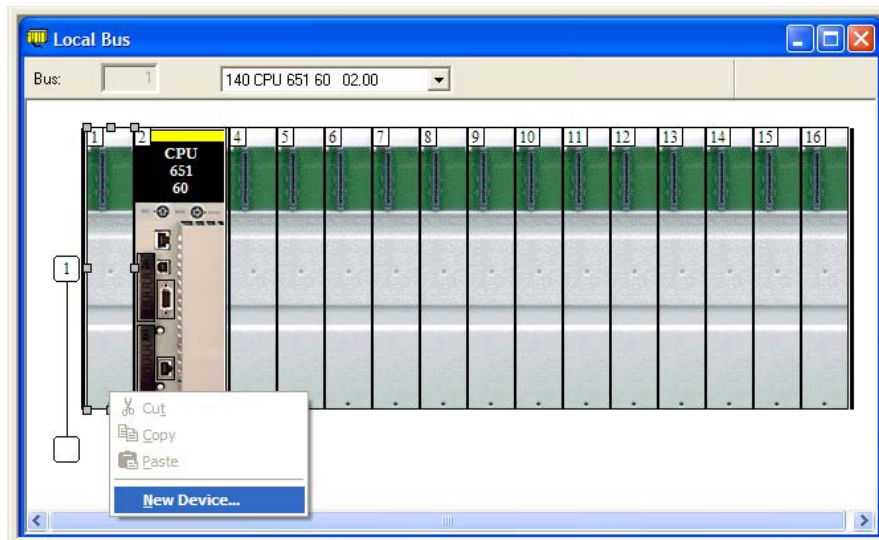 Local Bus
Bus: 1 140 CPU 651 60 02.00
1 2 4 5 6 7 8 9 10 11 12 13 14 15 16
CPU
651
60
1
Cut
Copy
Paste
New Device...